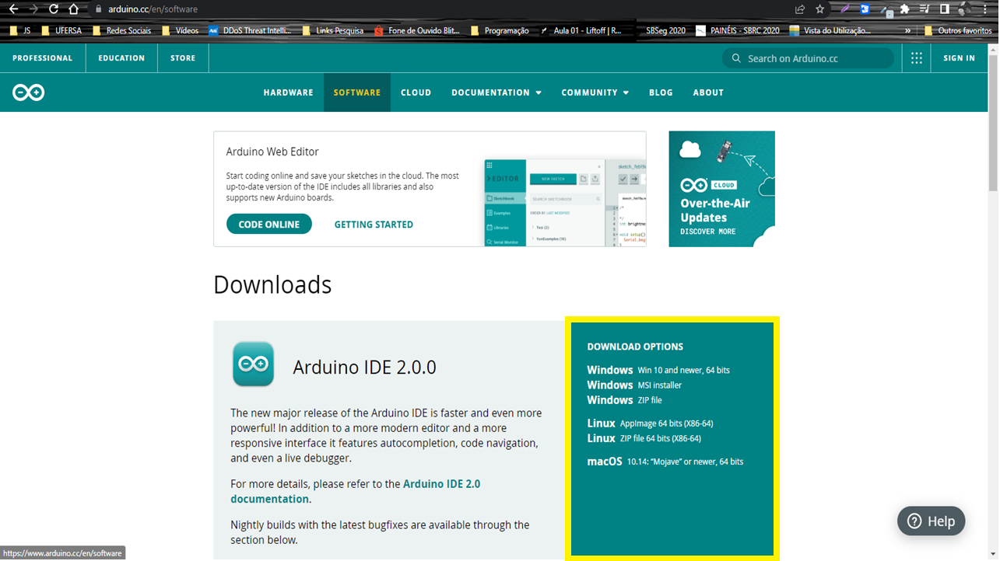 arduino.cc/en/software
JS
UFERSA
Redes Sociais
Vídeos
DDoS Threat Intelli...
Links Pesquisa
Fone de Ouvido Blit...
Programação
Aula 01 - Liftoff | R...
SBSeg 2020
PAINÉIS - SBRC 2020
Vista do Utilização...
»
Outros favoritos
PROFESSIONAL
EDUCATION
STORE
Search on Arduino.cc
SIGN IN
HARDWARE
SOFTWARE
CLOUD
DOCUMENTATION
COMMUNITY
BLOG
ABOUT
Arduino Web Editor
Start coding online and save your sketches in the cloud. The most
up-to-date version of the IDE includes all libraries and also
supports new Arduino boards.
CODE ONLINE
GETTING STARTED
EDITOR
NEW SKETCH
Sketchbook
SEARCH SKETCHBOOK
Examples
ORDER BY LAST MODIFIED
Libraries
Test (2)
Serial Monitor
YunExamples (10)
/*
*/
int brightne
void setup()
Serial.beg
CLOUD
Over-the-Air
Updates
DISCOVER MORE
Downloads
Arduino IDE 2.0.0
The new major release of the Arduino IDE is faster and even more
powerful! In addition to a more modern editor and a more
responsive interface it features autocompletion, code navigation,
and even a live debugger.
For more details, please refer to the Arduino IDE 2.0
documentation.
Nightly builds with the latest bugfixes are available through the
section below.
DOWNLOAD OPTIONS
Windows Win 10 and newer, 64 bits
Windows MSI installer
Windows ZIP file
Linux AppImage 64 bits (X86-64)
Linux ZIP file 64 bits (X86-64)
macOS 10.14: “Mojave” or newer, 64 bits
Help
https://www.arduino.cc/en/software